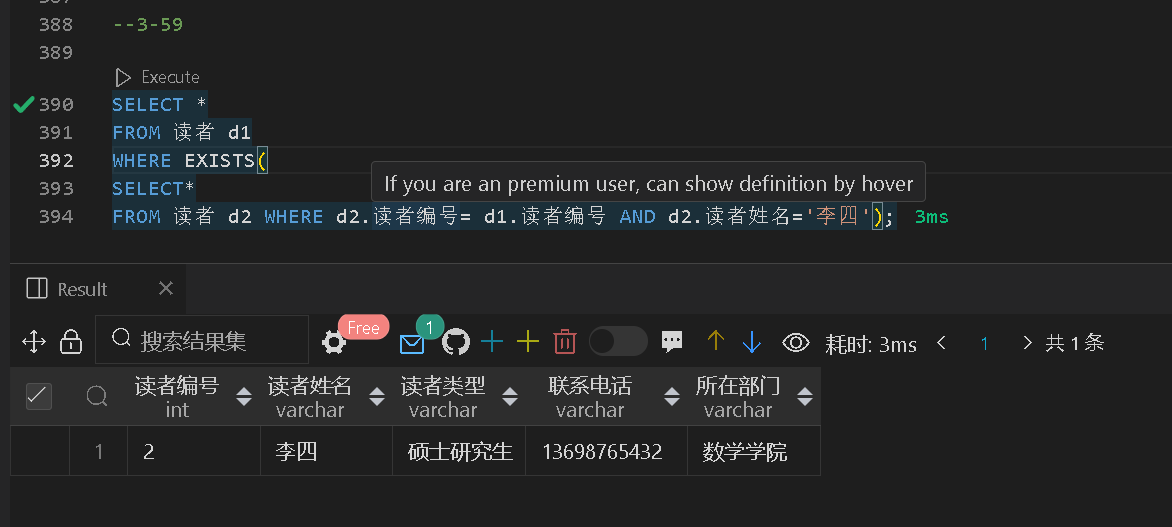 388 --3-59
389
Execute
390 SELECT *
391 FROM 读者 d1
392 WHERE EXISTS(
393 SELECT*
If you are an premium user, can show definition by hover
394 FROM 读者 d2 WHERE d2.读者编号= d1.读者编号 AND d2.读者姓名='李四'); 3ms
Result
搜索结果集 Free 1 耗时: 3ms 1 共 1 条
读者编号 读者姓名 读者类型 联系电话 所在部门
int varchar varchar varchar varchar
1 2 李四 硕士研究生 13698765432 数学学院